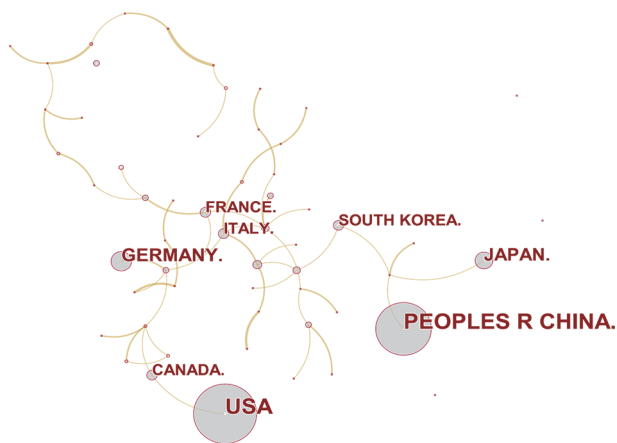 FRANCE.
SOUTH KOREA.
ITALY.
GERMANY.
JAPAN.
PEOPLES R CHINA.
CANADA.
USA